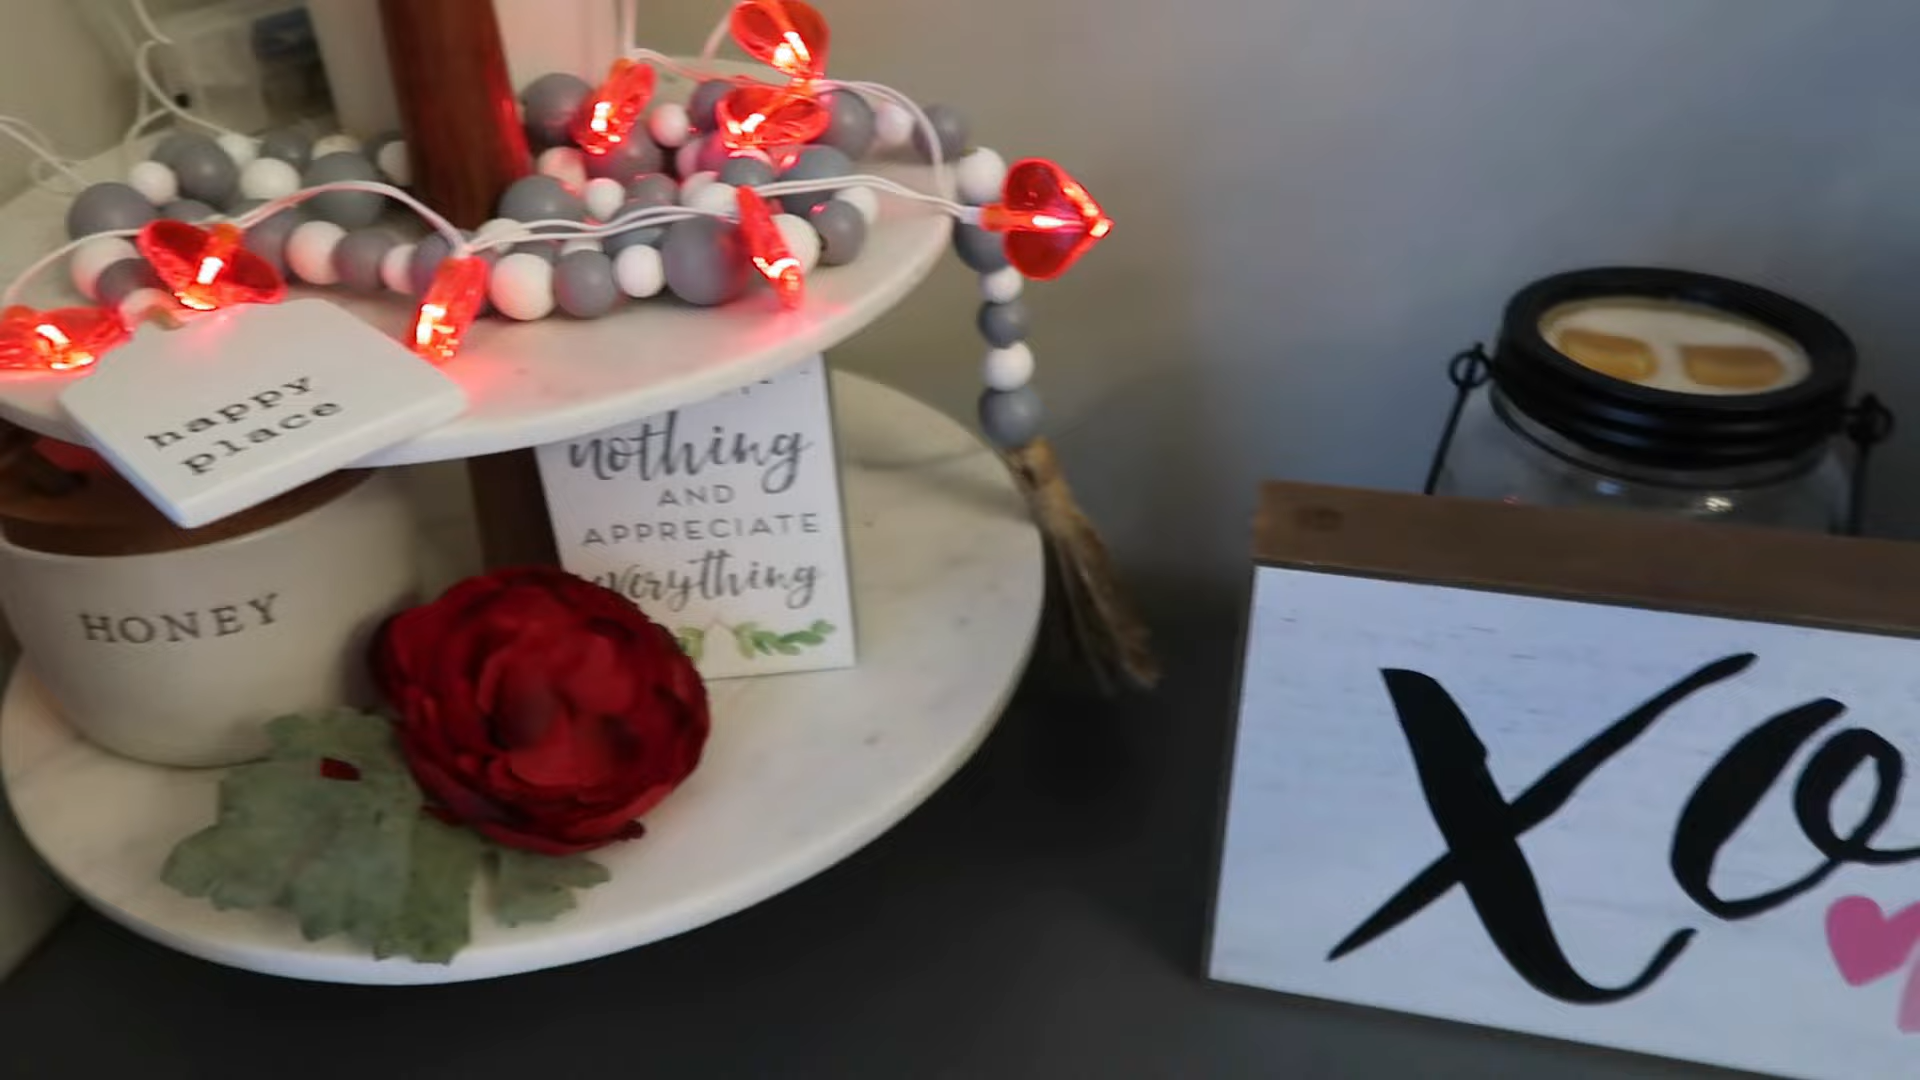 happy
place
nothing
AND
APPRECIATE
everything
HONEY
XO